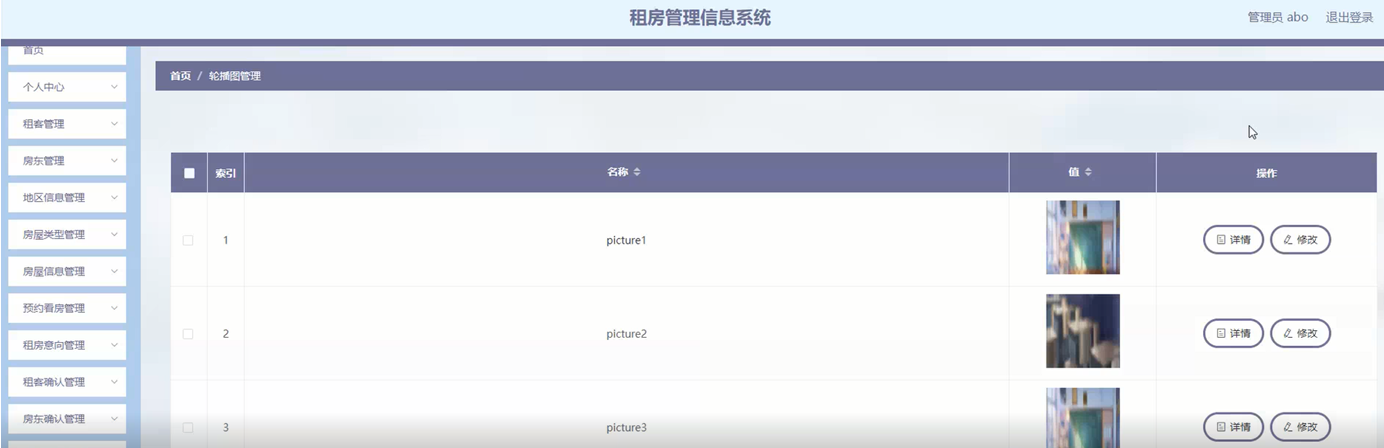 租房管理信息系统
管理员 abo 退出登录
首页
个人中心
租客管理
房东管理
地区信息管理
房屋类型管理
房屋信息管理
预约看房管理
租房意向管理
租客确认管理
房东确认管理
首页 / 轮播图管理
索引 名称 值 操作
1 picture1 详情 修改
2 picture2 详情 修改
3 picture3 详情 修改